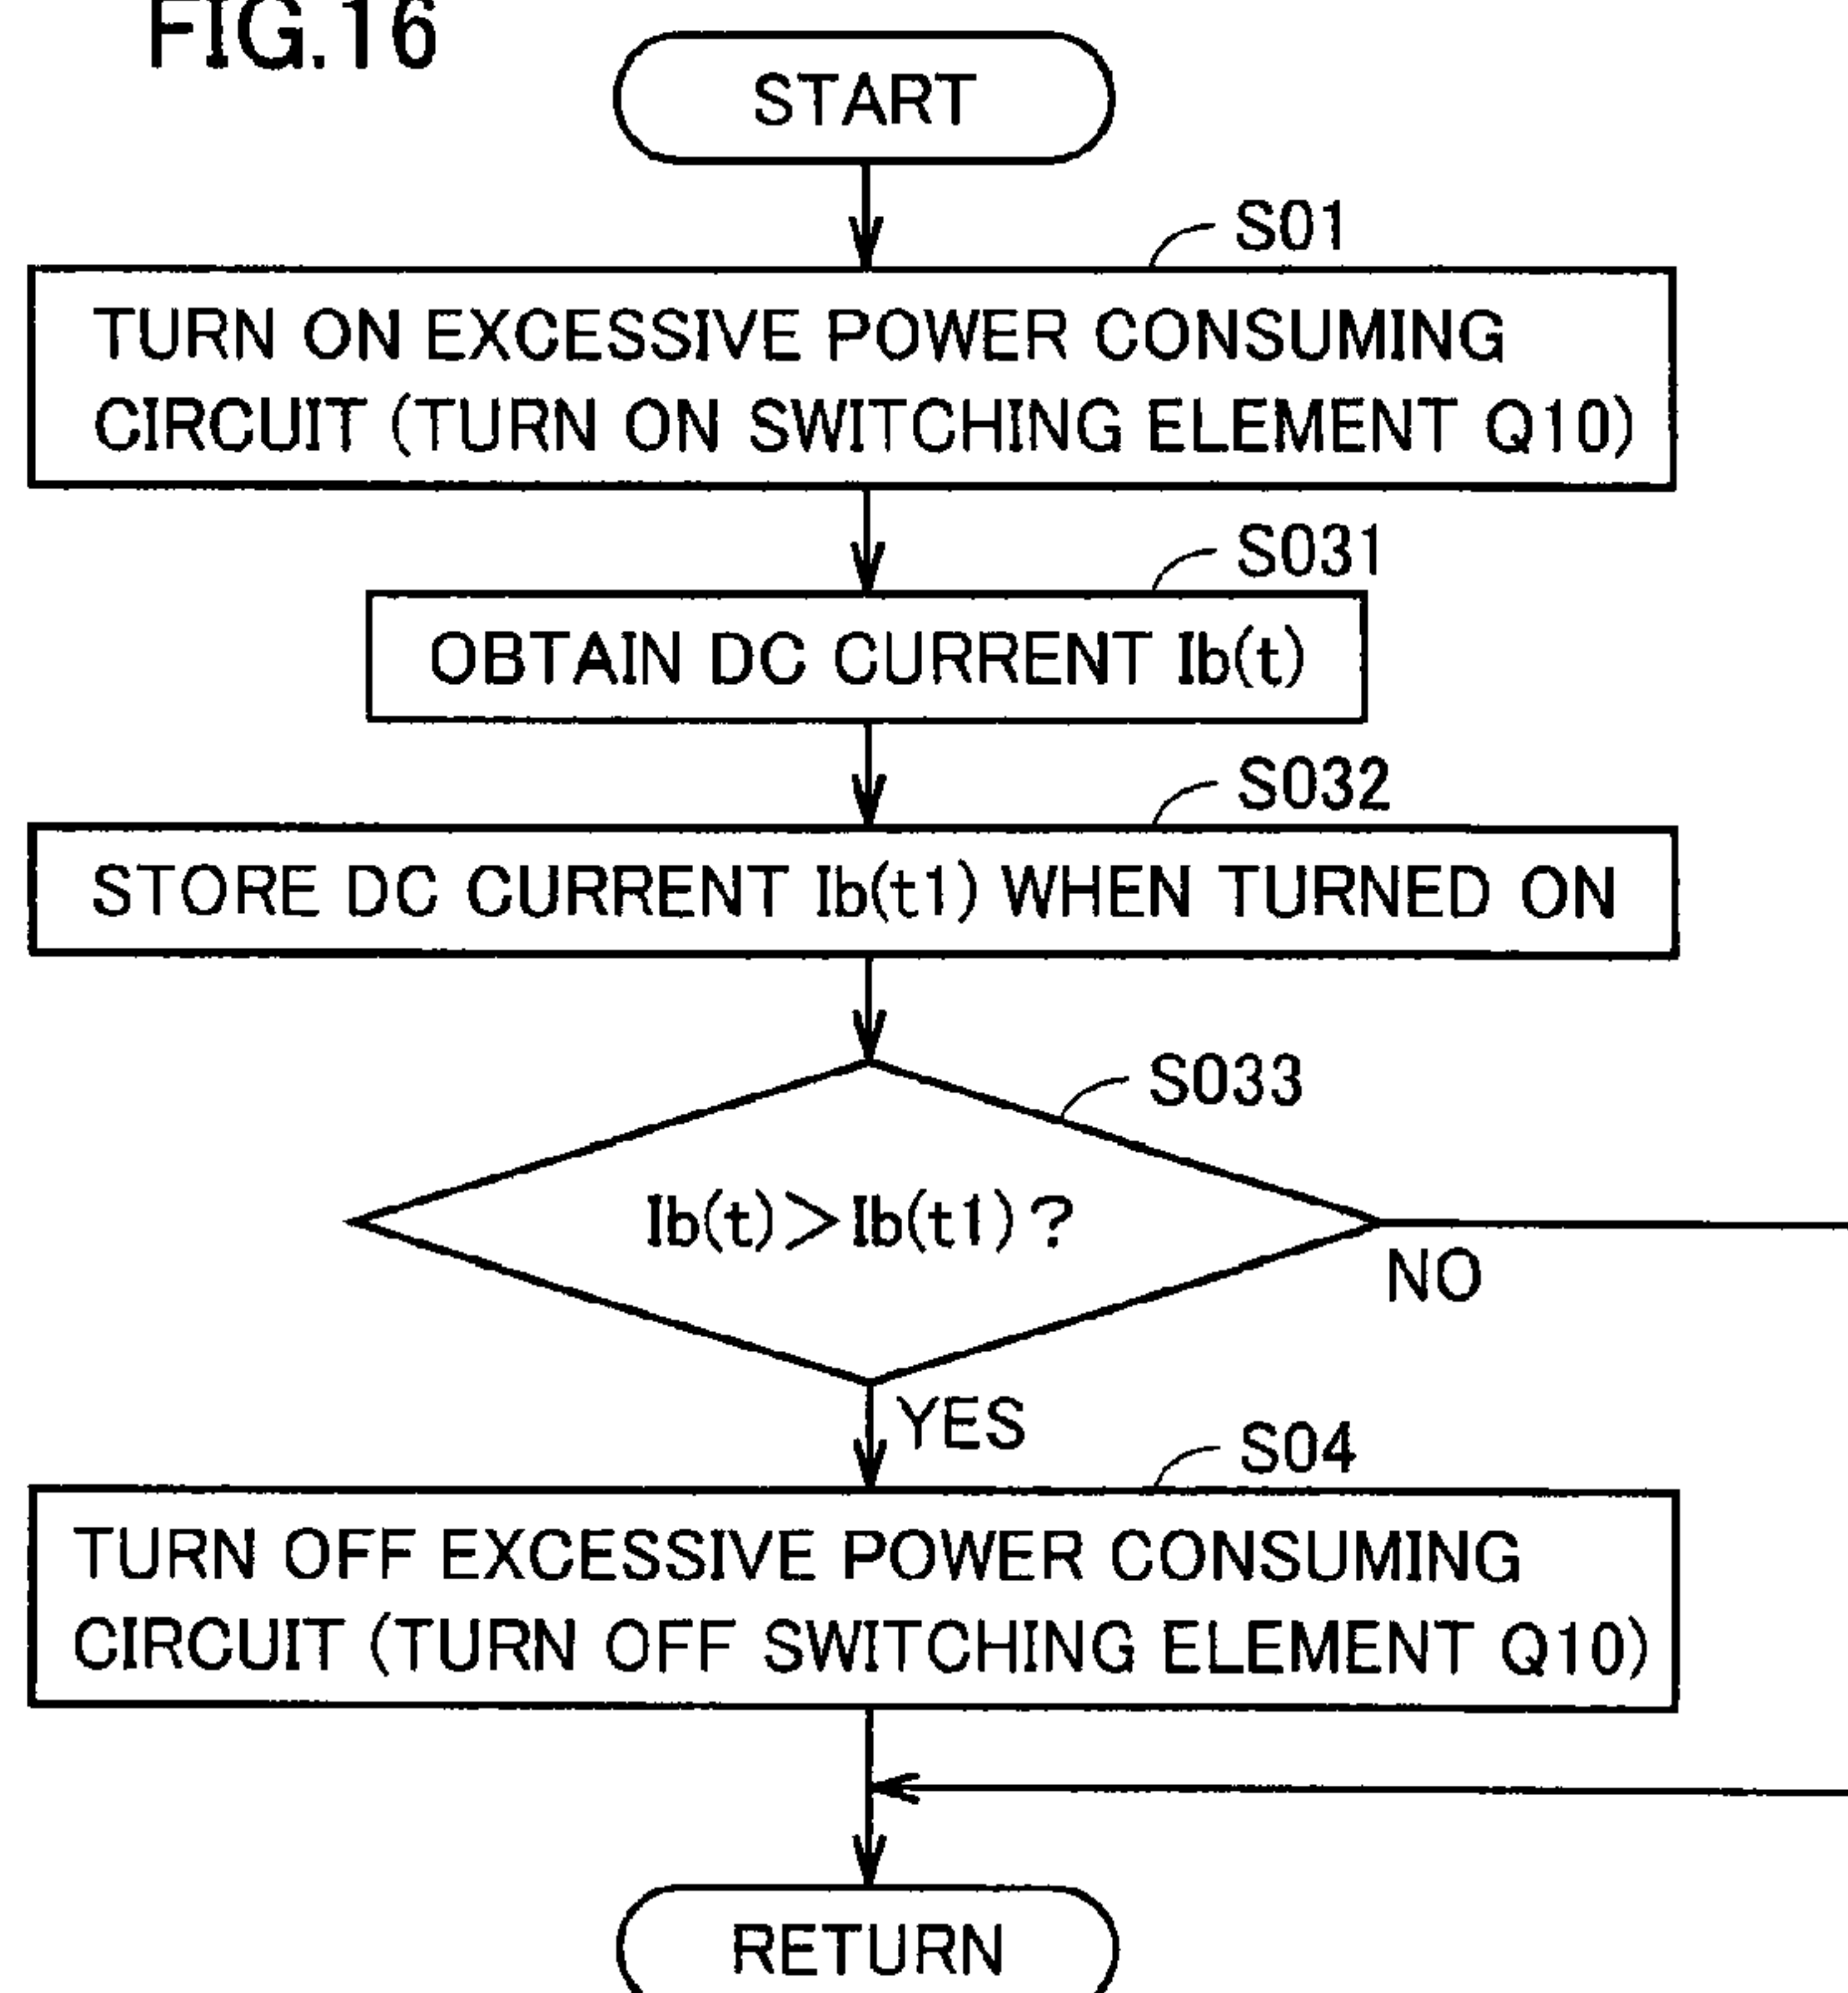 FIG.16
START
S01
TURN ON EXCESSIVE POWER CONSUMING
CIRCUIT (TURN ON SWITCHING ELEMENT Q10)
S031
OBTAIN DC CURRENT Ib(t)
S032
STORE DC CURRENT Ib(t1) WHEN TURNED ON
S033
Ib(t)>Ib(t1)?
NO
YES
S04
TURN OFF EXCESSIVE POWER CONSUMING
CIRCUIT (TURN OFF SWITCHING ELEMENT Q10)
RETURN